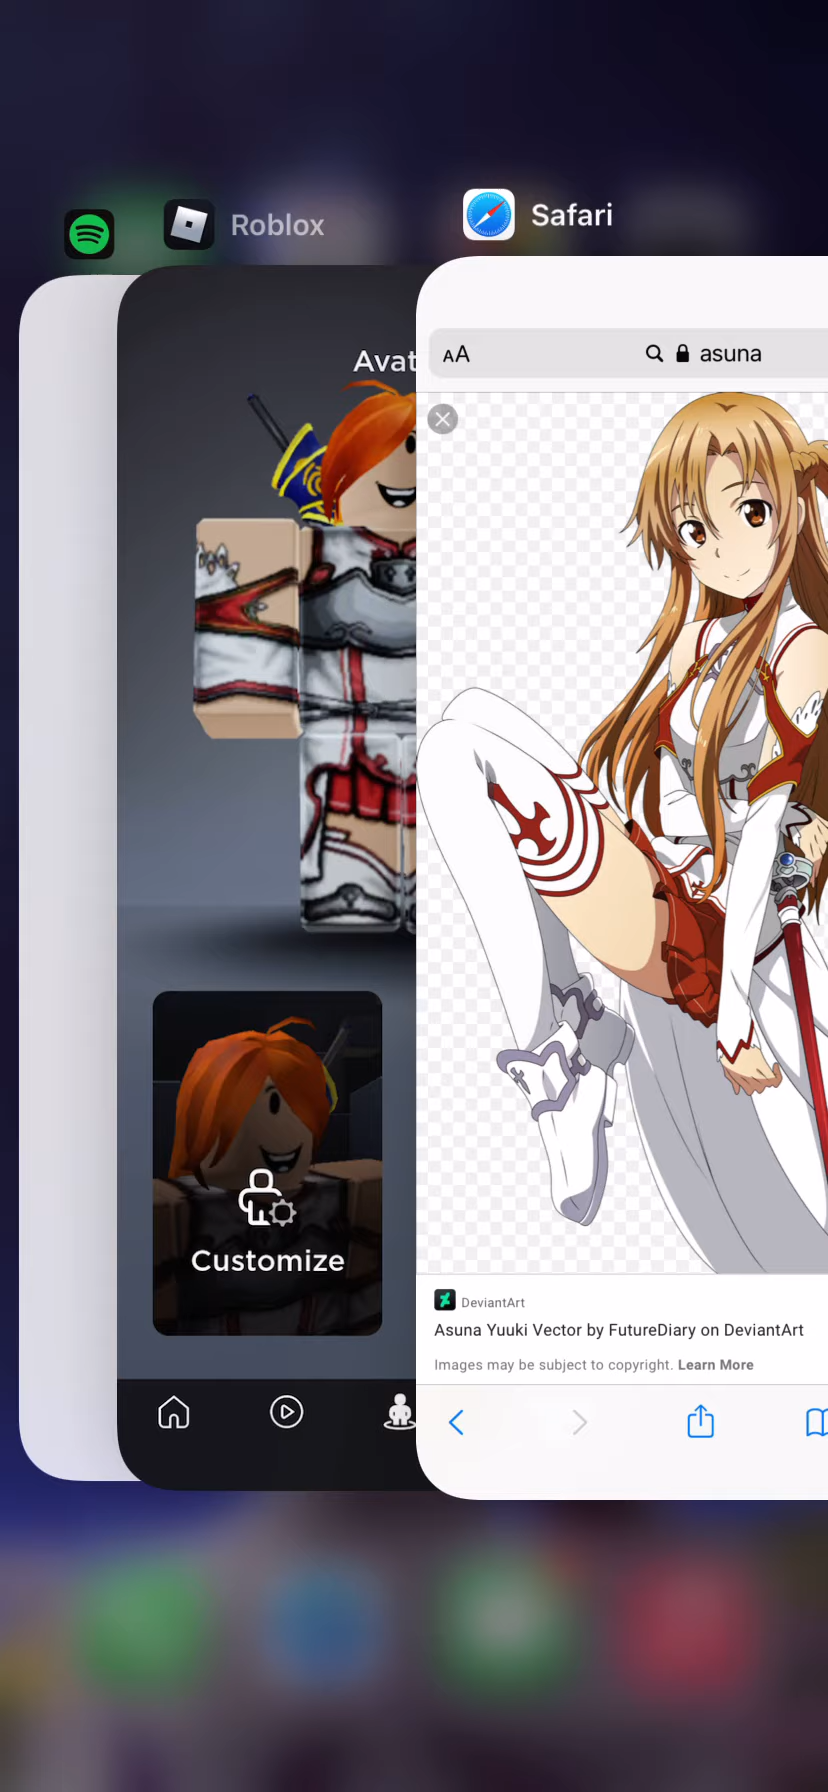 Roblox
Safari
Avat
AA
asuna
Customize
DeviantArt
Asuna Yuuki Vector by FutureDiary on DeviantArt
Images may be subject to copyright. Learn More